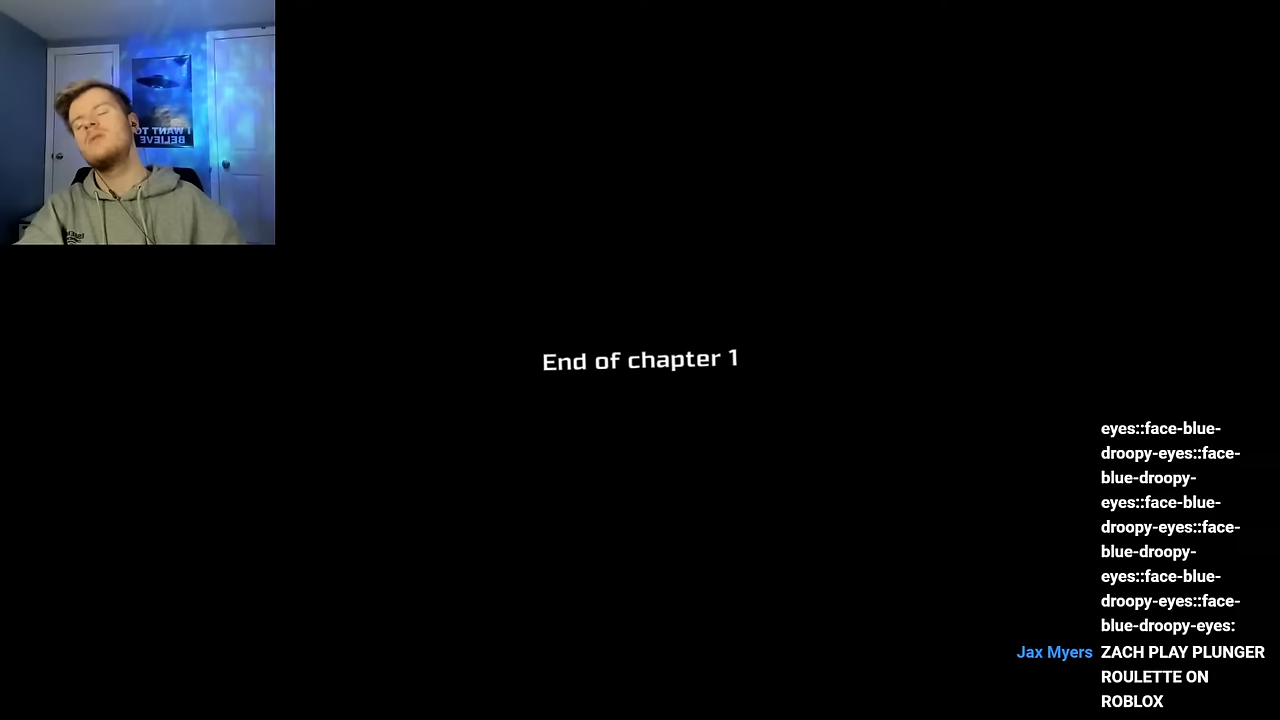 I WANT TO
BELIEVE
End of chapter 1
eyes::face-blue-
droopy-eyes::face-
blue-droopy-
eyes::face-blue-
droopy-eyes::face-
blue-droopy-
eyes::face-blue-
droopy-eyes::face-
blue-droopy-eyes:
Jax Myers ZACH PLAY PLUNGER
ROULETTE ON
ROBLOX